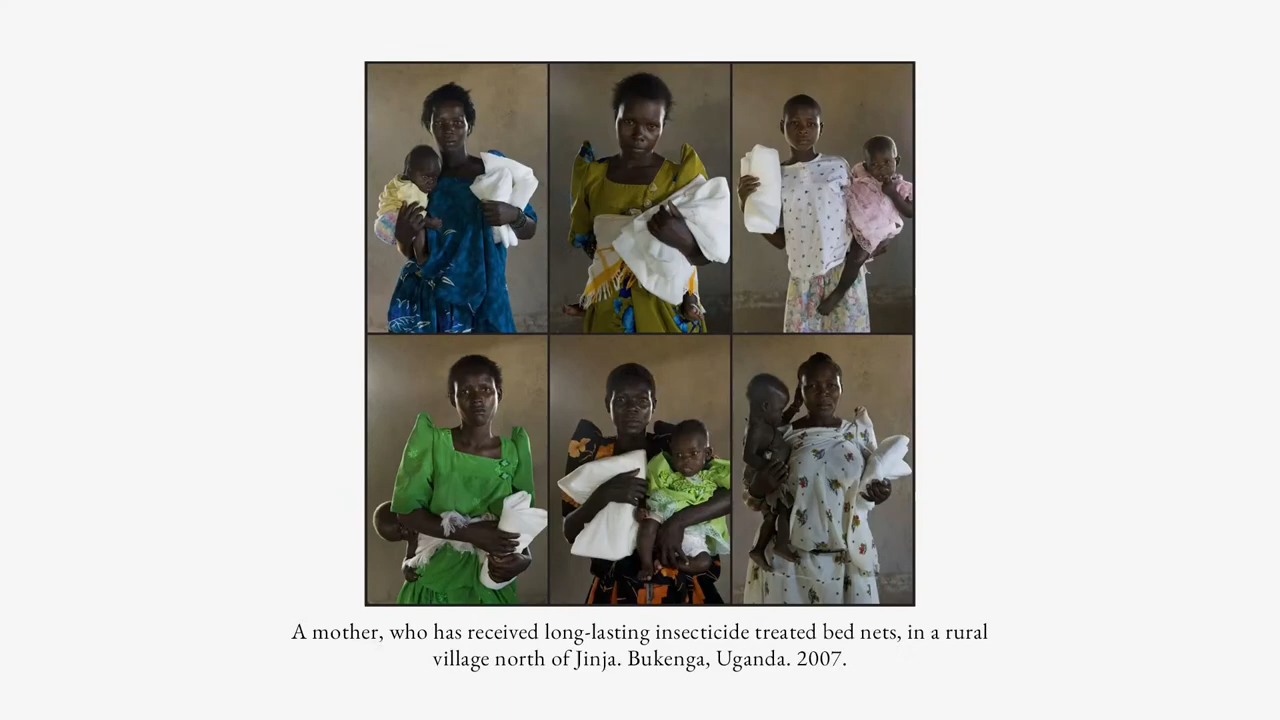 A mother, who has received long-lasting insecticide treated bed nets, in a rural
village north of Jinja. Bukenga, Uganda. 2007.